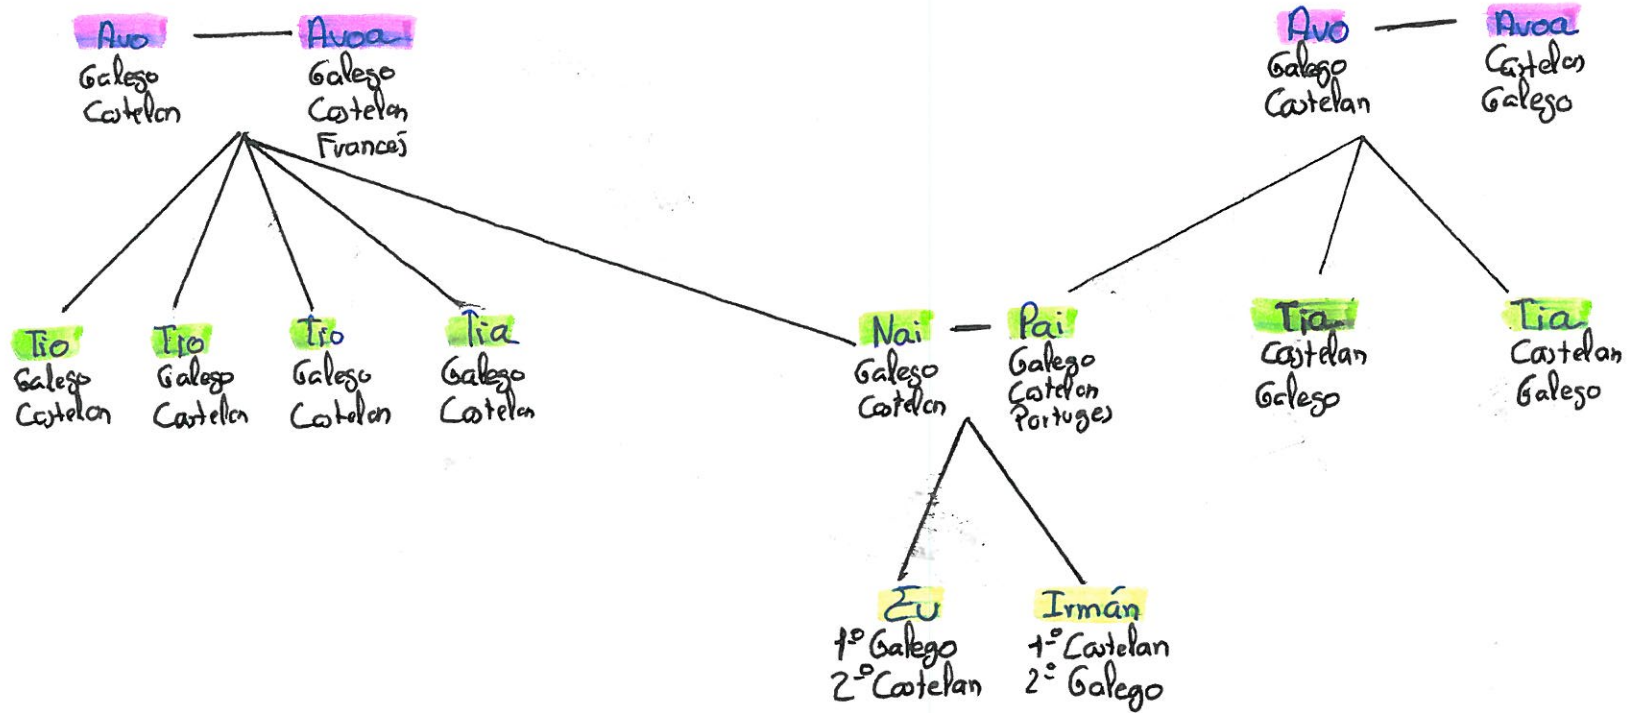 Avo
Galego
Castelan
Avoa
Galego
Castelan
Francés
Avo
Galego
Castelan
Avoa
Castelan
Galego
Tio
Galego
Castelan
Tio
Galego
Castelan
Tio
Galego
Castelan
Tia
Galego
Castelan
Nai
Galego
Castelan
Pai
Galego
Castelan
Portuges
Tia
Castelan
Galego
Tia
Castelan
Galego
Eu
1º Galego
2º Castelan
Irmán
1º Castelan
2º Galego